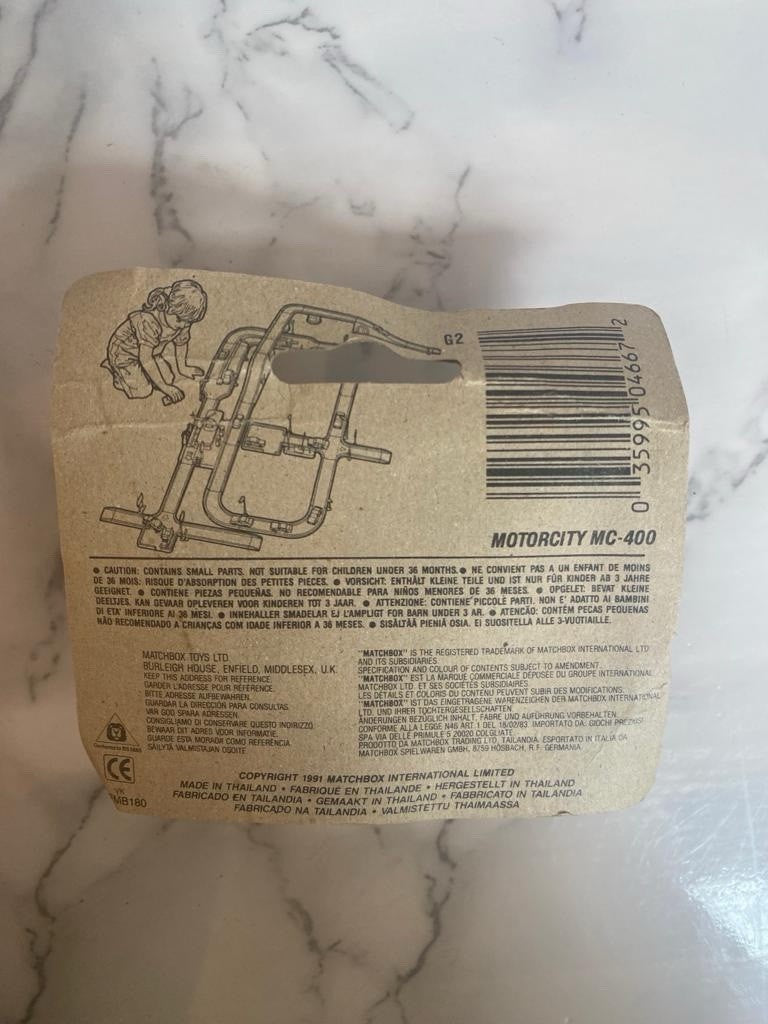 G2
0 35995 04667 2
MOTORCITY MC-400
● CAUTION: CONTAINS SMALL PARTS. NOT SUITABLE FOR CHILDREN UNDER 36 MONTHS. ● NE CONVIENT PAS A UN ENFANT DE MOINS
DE 36 MOIS: RISQUE D'ABSORPTION DES PETITES PIECES. ● VORSICHT: ENTHÄLT KLEINE TEILE UND IST NUR FÜR KINDER AB 3 JAHRE
GEEIGNET. ● CONTIENE PIEZAS PEQUEÑAS. NO RECOMENDABLE PARA NIÑOS MENORES DE 36 MESES. ● OPGELET: BEVAT KLEINE
DEELTJES. KAN GEVAAR OPLEVEREN VOOR KINDEREN TOT 3 JAAR. ● ATTENZIONE: CONTIENE PICCOLE PARTI. NON E' ADATTO AI BAMBINI
DI ETA' INFERIORE AI 36 MESI. ● INNEHALLER SMADELAR EJ LAMPLIGT FOR BARN UNDER 3 AR. ● ATENCÃO: CONTÉM PECAS PEQUENAS
NÃO RECOMENDADO A CRIANÇAS COM IDADE INFERIOR A 36 MESES. ● SISÄLTÄÄ PIENIÄ OSIA. EI SUOSITELLA ALLE 3-VUOTIAILLE.
MATCHBOX TOYS LTD
BURLEIGH HOUSE, ENFIELD, MIDDLESEX, U.K.
KEEP THIS ADDRESS FOR REFERENCE.
GARDER L'ADRESSE POUR RÉFÉRENCE.
BITTE ADRESSE AUFBEWAHREN.
GUARDAR LA DIRECCIÓN PARA CONSULTAS.
VAR GOD SPARA ADRESSEN.
CONSIGLIAMO DI CONSERVARE QUESTO INDIRIZZO
BEWAAR DIT ADRES VOOR INFORMATIE.
GUARDE ESTA MORADA COMO REFERENCIA.
SÄILYTÄ VALMISTAJAN OSOITE
"MATCHBOX" IS THE REGISTERED TRADEMARK OF MATCHBOX INTERNATIONAL LTD
AND ITS SUBSIDIARIES.
SPECIFICATION AND COLOUR OF CONTENTS SUBJECT TO AMENDMENT.
"MATCHBOX" EST LA MARQUE COMMERCIALE DÉPOSÉE DU GROUPE INTERNATIONAL
MATCHBOX LTD. ET SES SOCIÉTÉS SUBSIDIAIRES.
LES DÉTAILS ET COLORIS DU CONTENU PEUVENT SUBIR DES MODIFICATIONS.
"MATCHBOX" IST DAS EINGETRAGENE WARENZEICHEN DER MATCHBOX INTERNATIONAL
LTD. UND IHRER TOCHTERGESELLSCHAFTEN
ÄNDERUNGEN BEZÜGLICH INHALT, FARBE UND AUFÜHRUNG VORBEHALTEN.
CONFORME ALLA LEGGE N46 ART.1 DEL 18/02/83. IMPORTATO DA: GIOCHI PREZIOSI
SPA VIA DELLE PRIMULE 5 20020 COLGLIATE.
PRODOTTO DA MATCHBOX TRADING LTD, TAILANDIA. ESPORTATO IN ITALIA DA
MATCHBOX SPIELWAREN GMBH, 8759 HÖSBACH, R.F. GERMANIA.
CE
VK
MB180
COPYRIGHT 1991 MATCHBOX INTERNATIONAL LIMITED
MADE IN THAILAND • FABRIQUÉ EN THAILANDE • HERGESTELLT IN THAILAND
FABRICADO EN TAILANDIA • GEMAAKT IN THAILAND • FABBRICATO IN TAILANDIA
FABRICADO NA TAILANDIA • VALMISTETTU THAIMAASSA